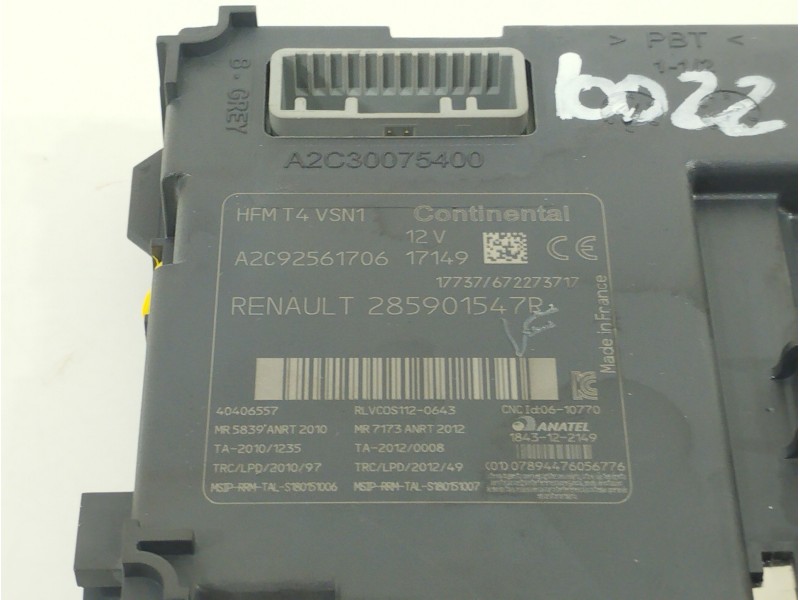 > PBT <
1-1/2
6022
B-GREY
A2C30075400
HFM T4 VSN1 Continental
12 V
A2C92561706 17149 CE
17737/672273717
RENAULT 285901547R
Made in France
40406557 RLVCOS112-0643 CNC Id:06-10770
MR 5839 ANRT 2010 MR 7173 ANRT 2012 ANATEL
TA-2010/1235 TA-2012/0008 1843-12-2149
TRC/LPD/2010/97 TRC/LPD/2012/49 (01) 07894476056776
MSIP-RRM-TAL-S180151006 MSIP-RRM-TAL-S180151007